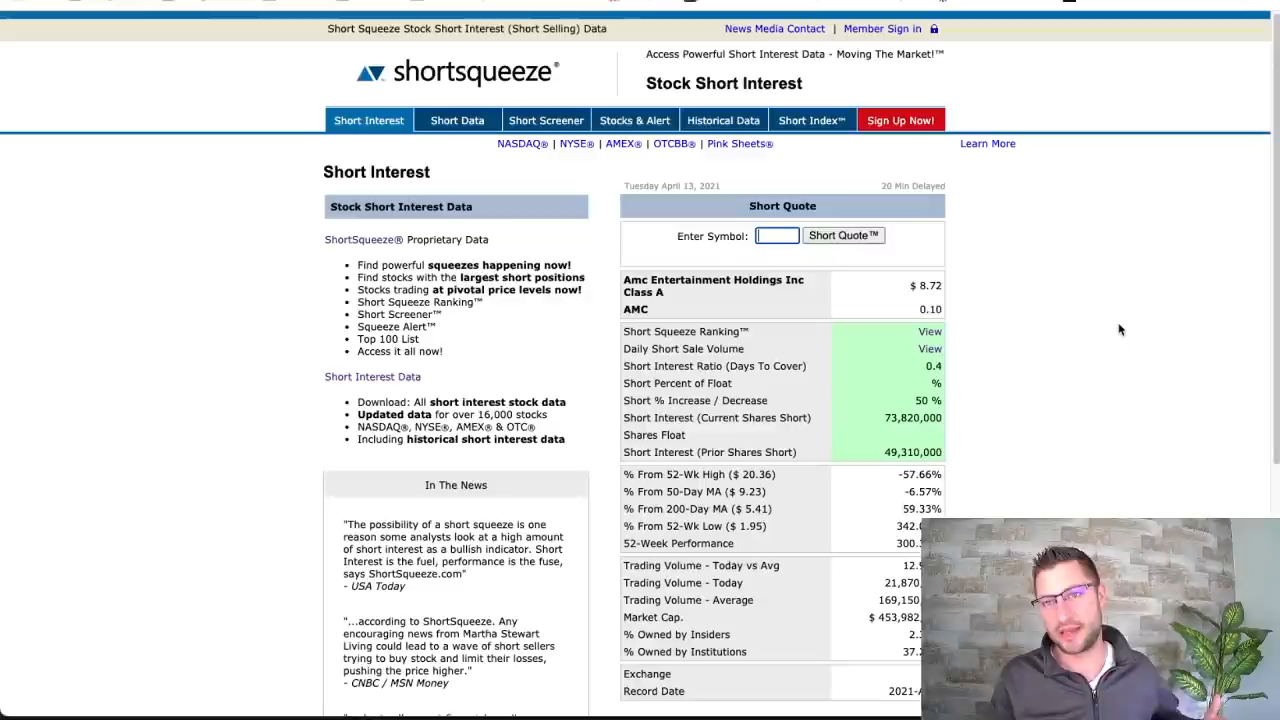 Short Squeeze Stock Short Interest (Short Selling) Data
News Media Contact | Member Sign in
shortsqueeze®
Access Powerful Short Interest Data - Moving The Market!™
Stock Short Interest
Short Interest
Short Data
Short Screener
Stocks & Alert
Historical Data
Short Index™
Sign Up Now!
NASDAQ® | NYSE® | AMEX® | OTCBB® | Pink Sheets®
Learn More
Short Interest
Stock Short Interest Data
ShortSqueeze® Proprietary Data
• Find powerful squeezes happening now!
• Find stocks with the largest short positions
• Stocks trading at pivotal price levels now!
• Short Squeeze Ranking™
• Short Screener™
• Squeeze Alert™
• Top 100 List
• Access it all now!
Short Interest Data
• Download: All short interest stock data
• Updated data for over 16,000 stocks
• NASDAQ®, NYSE®, AMEX® & OTC®
• Including historical short interest data
In The News
"The possibility of a short squeeze is one
reason some analysts look at a high amount
of short interest as a bullish indicator. Short
Interest is the fuel, performance is the fuse,
says ShortSqueeze.com"
- USA Today
"...according to ShortSqueeze. Any
encouraging news from Martha Stewart
Living could lead to a wave of short sellers
trying to buy stock and limit their losses,
pushing the price higher."
- CNBC / MSN Money
Tuesday April 13, 2021
20 Min Delayed
Short Quote
Enter Symbol:
Short Quote™
Amc Entertainment Holdings Inc
Class A
$ 8.72
AMC 0.10
Short Squeeze Ranking™ View
Daily Short Sale Volume View
Short Interest Ratio (Days To Cover) 0.4
Short Percent of Float %
Short % Increase / Decrease 50 %
Short Interest (Current Shares Short) 73,820,000
Shares Float
Short Interest (Prior Shares Short) 49,310,000
% From 52-Wk High ($ 20.36) -57.66%
% From 50-Day MA ($ 9.23) -6.57%
% From 200-Day MA ($ 5.41) 59.33%
% From 52-Wk Low ($ 1.95) 342.
52-Week Performance 300.
Trading Volume - Today vs Avg 12.
Trading Volume - Today 21,870,
Trading Volume - Average 169,150,
Market Cap. $ 453,982,
% Owned by Insiders 2.
% Owned by Institutions 37.
Exchange
Record Date 2021-